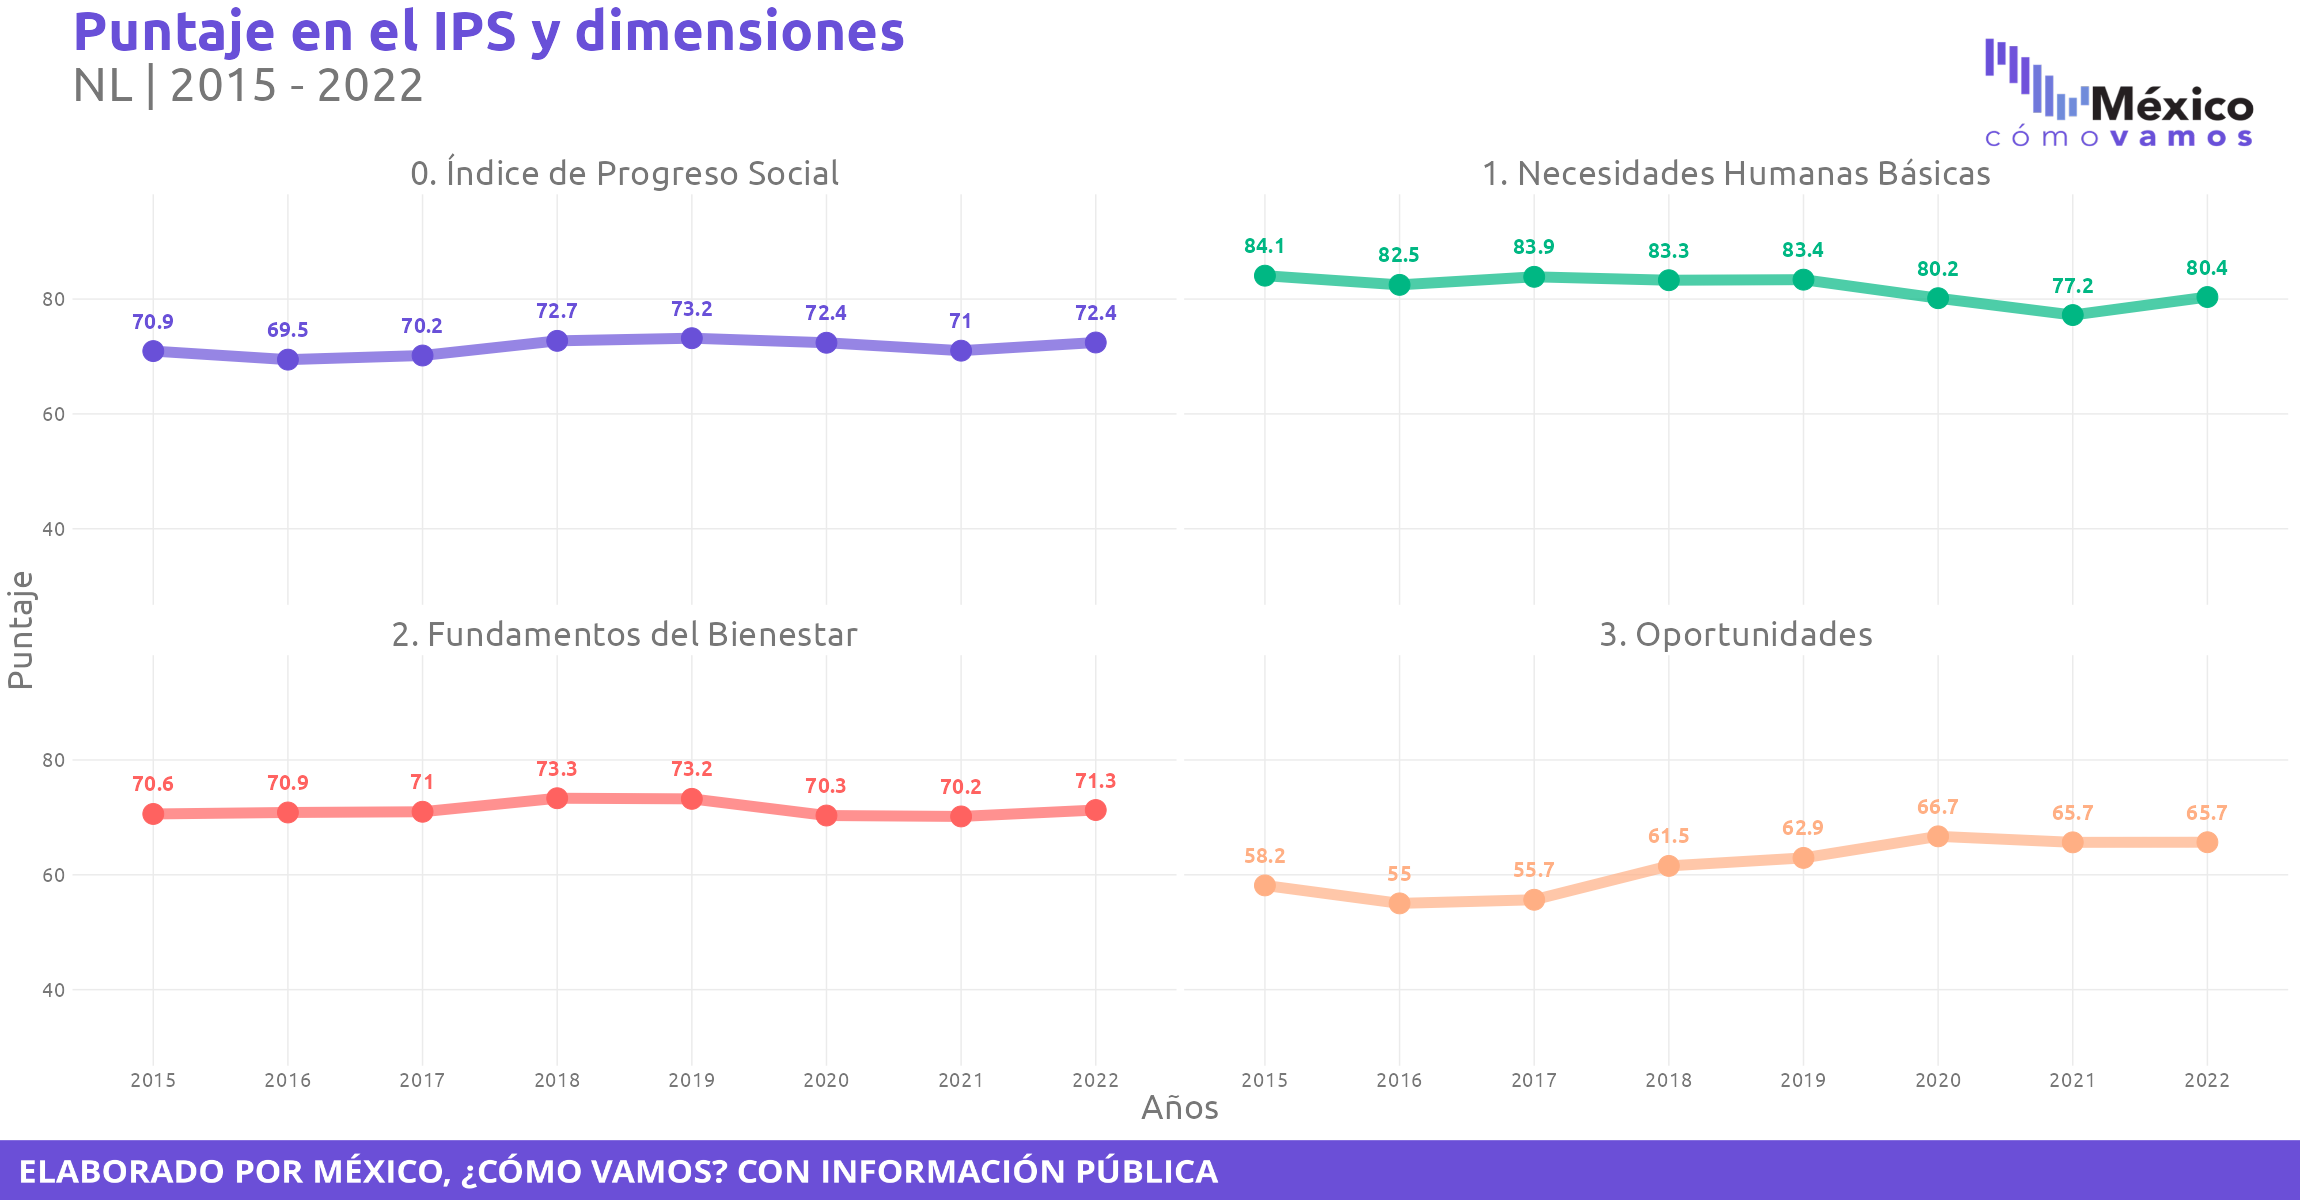 Puntaje en el IPS y dimensiones
NL | 2015 - 2022
México
cómovamos
0. Índice de Progreso Social
70.9 69.5 70.2 72.7 73.2 72.4 71 72.4
80
60
40
1. Necesidades Humanas Básicas
84.1 82.5 83.9 83.3 83.4 80.2 77.2 80.4
Puntaje
2. Fundamentos del Bienestar
70.6 70.9 71 73.3 73.2 70.3 70.2 71.3
80
60
40
2015 2016 2017 2018 2019 2020 2021 2022
3. Oportunidades
58.2 55 55.7 61.5 62.9 66.7 65.7 65.7
2015 2016 2017 2018 2019 2020 2021 2022
Años
ELABORADO POR MÉXICO, ¿CÓMO VAMOS? CON INFORMACIÓN PÚBLICA